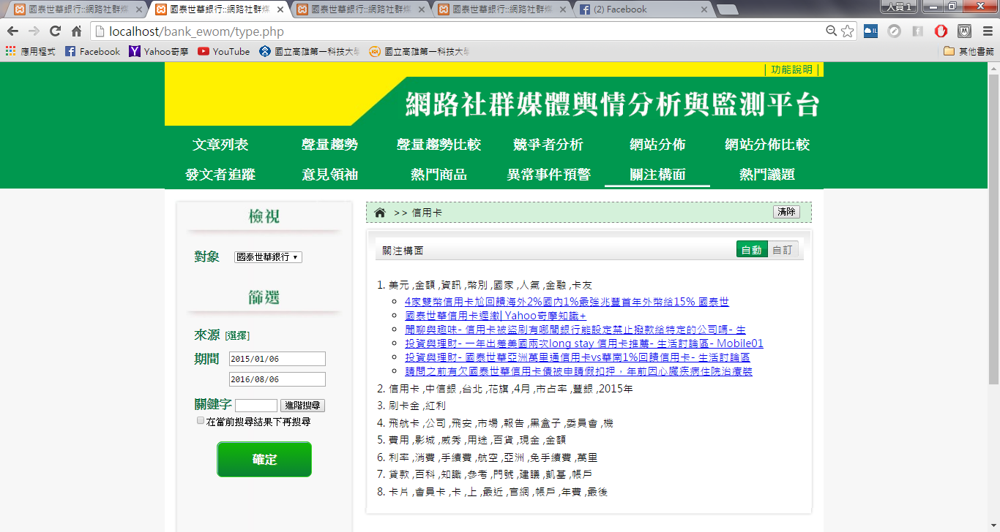 國泰世華銀行::網路社群媒
國泰世華銀行::網路社群媒
國泰世華銀行::網路社群媒
國泰世華銀行::網路社群媒
(2) Facebook
人員 1
localhost/bank_ewom/type.php
應用程式 Facebook Yahoo奇摩 YouTube 國立高雄第一科技大學 國立高雄第一科技大學 其他書籤
| 功能說明 |
網路社群媒體輿情分析與監測平台
文章列表 聲量趨勢 聲量趨勢比較 競爭者分析 網站分佈 網站分佈比較
發文者追蹤 意見領袖 熱門商品 異常事件預警 關注構面 熱門議題
檢視
對象 國泰世華銀行
篩選
來源 [選擇]
期間 2015/01/06
2016/08/06
關鍵字 進階搜尋
在當前搜尋結果下再搜尋
確定
>> 信用卡 清除
關注構面 自動 自訂
1. 美元 ,金額 ,資訊 ,幣別 ,國家 ,人氣 ,金融 ,卡友
4家雙幣信用卡尬回饋海外2%國內1%最強兆豐首年外幣給15% 國泰世
國泰世華信用卡遲繳| Yahoo奇摩知識+
閒聊與趣味- 信用卡被盜刷有哪間銀行能設定禁止撥款給特定的公司嗎- 生
投資與理財- 一年出差美國兩次long stay 信用卡推薦- 生活討論區- Mobile01
投資與理財- 國泰世華亞洲萬里通信用卡vs華南1%回饋信用卡- 生活討論區
請問之前有欠國泰世華信用卡債被申請假扣押，年前因心臟疾病住院治療裝
2. 信用卡 ,中信銀 ,台北 ,花旗 ,4月 ,市占率 ,豐銀 ,2015年
3. 刷卡金 ,紅利
4. 飛航卡 ,公司 ,飛安 ,市場 ,報告 ,黑盒子 ,委員會 ,機
5. 費用 ,影城 ,威秀 ,用途 ,百貨 ,現金 ,金額
6. 利率 ,消費 ,手續費 ,航空 ,亞洲 ,免手續費 ,萬里
7. 貸款 ,百科 ,知識 ,參考 ,門號 ,建議 ,凱基 ,帳戶
8. 卡片 ,會員卡 ,卡 ,上 ,最近 ,官網 ,帳戶 ,年費 ,最後